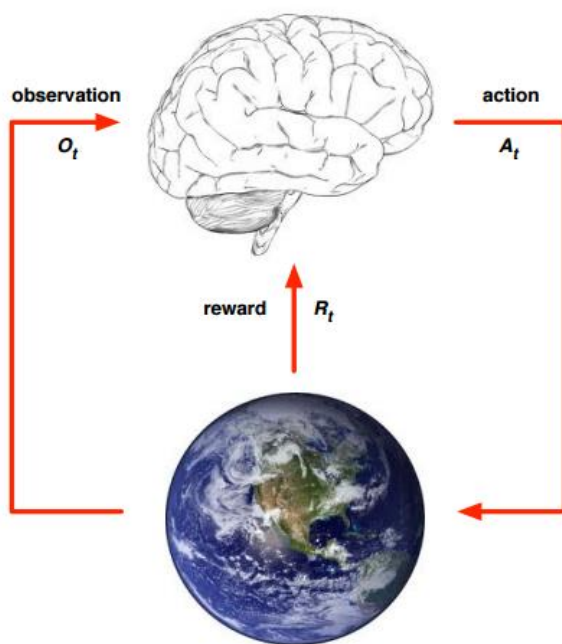 observation
O_t
action
A_t
reward
R_t